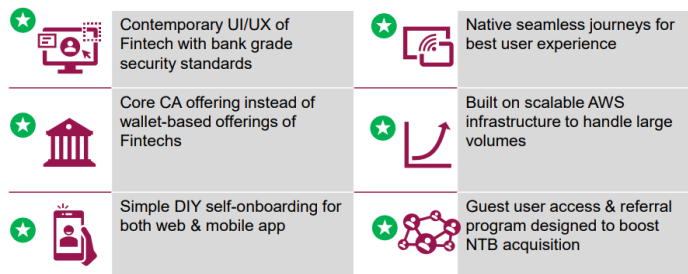 Contemporary UI/UX of
Fintech with bank grade
security standards
Native seamless journeys for
best user experience
Core CA offering instead of
wallet-based offerings of
Fintechs
Built on scalable AWS
infrastructure to handle large
volumes
Simple DIY self-onboarding for
both web & mobile app
Guest user access & referral
program designed to boost
NTB acquisition